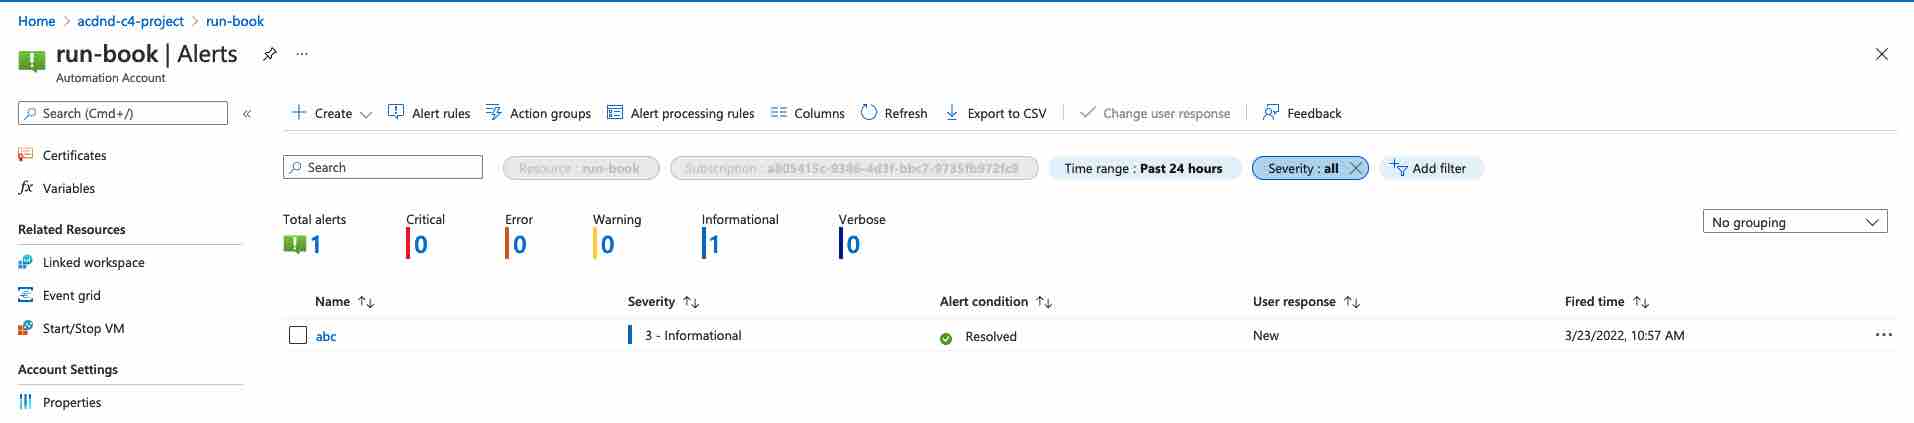 Home > acdnd-c4-project > run-book
run-book | Alerts
Automation Account
Search (Cmd+/)
«
Create
Alert rules
Action groups
Alert processing rules
Columns
Refresh
Export to CSV
Change user response
Feedback
Certificates
Variables
Related Resources
Linked workspace
Event grid
Start/Stop VM
Account Settings
Properties
Search
Resource : run-book
Subscription : a805415c-9386-4d3f-bbc7-9735fb972fc9
Time range : Past 24 hours
Severity : all
Add filter
Total alerts
1
Critical
0
Error
0
Warning
0
Informational
1
Verbose
0
No grouping
Name Severity Alert condition User response Fired time
abc 3 - Informational Resolved New 3/23/2022, 10:57 AM